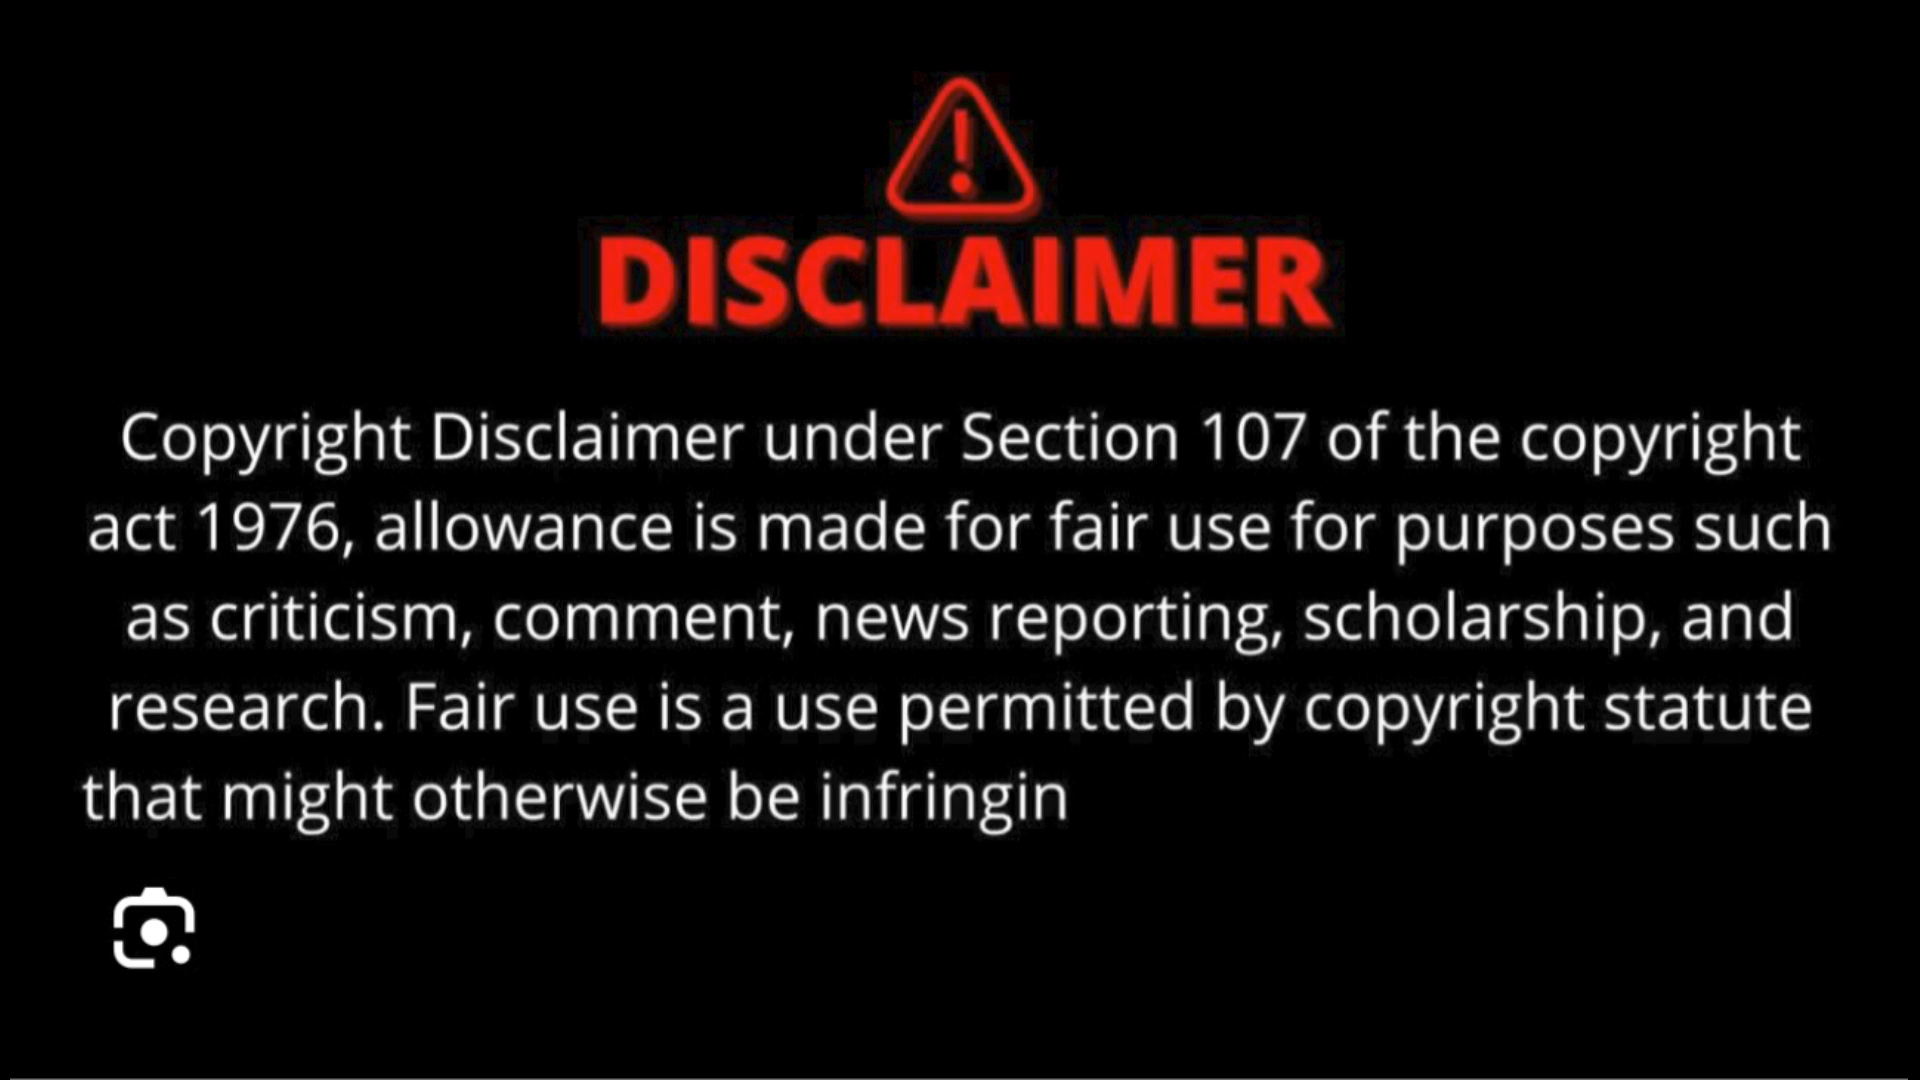 DISCLAIMER
Copyright Disclaimer under Section 107 of the copyright
act 1976, allowance is made for fair use for purposes such
as criticism, comment, news reporting, scholarship, and
research. Fair use is a use permitted by copyright statute
that might otherwise be infringin